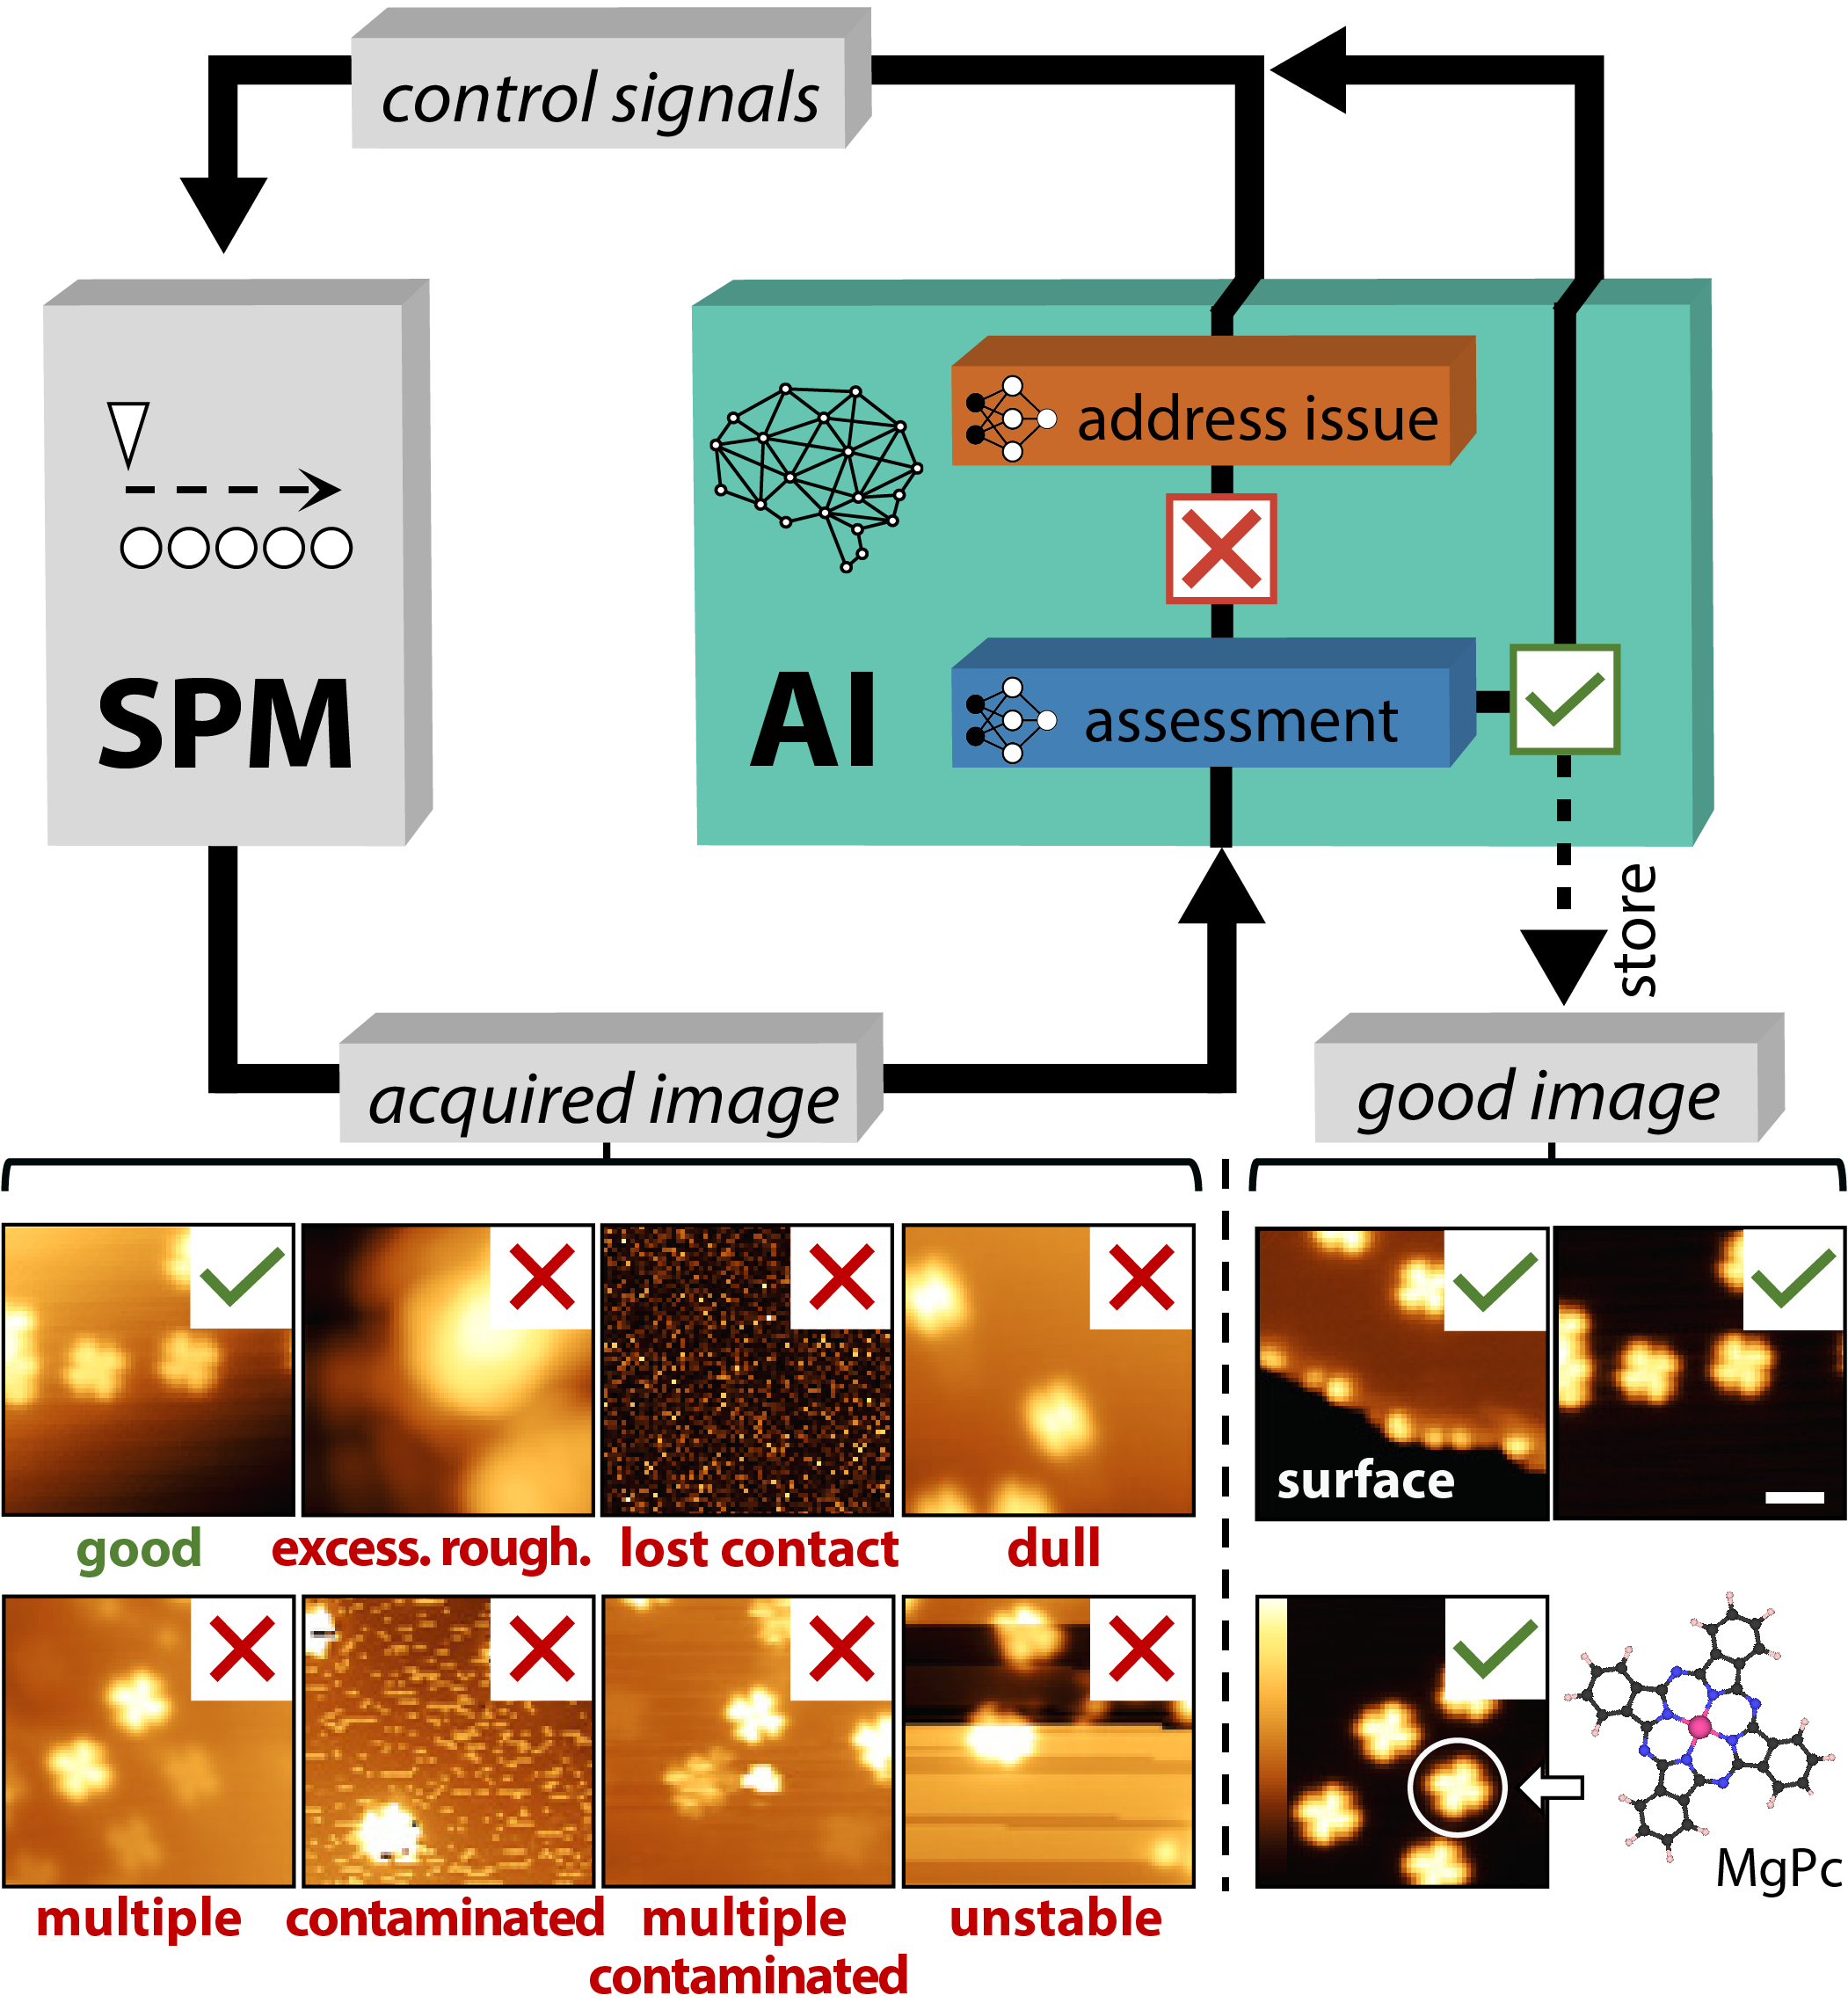 control signals
address issue
SPM
AI
assessment
store
acquired image
good image
good
excess. rough.
lost contact
dull
surface
multiple
contaminated
multiple
contaminated
unstable
MgPc